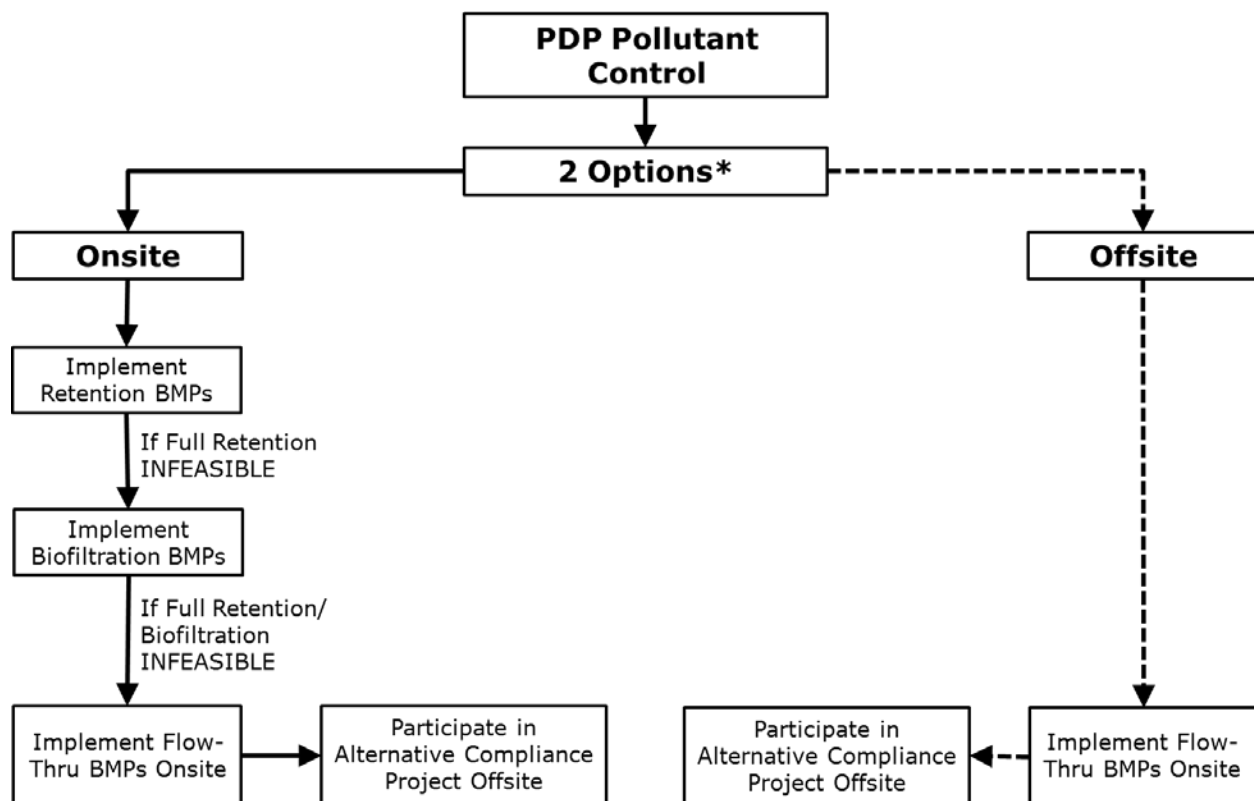 PDP Pollutant
Control
2 Options*
Onsite
Offsite
Implement
Retention BMPs
If Full Retention
INFEASIBLE
Implement
Biofiltration BMPs
If Full Retention/
Biofiltration
INFEASIBLE
Implement Flow-
Thru BMPs Onsite
Participate in
Alternative Compliance
Project Offsite
Participate in
Alternative Compliance
Project Offsite
Implement Flow-
Thru BMPs Onsite